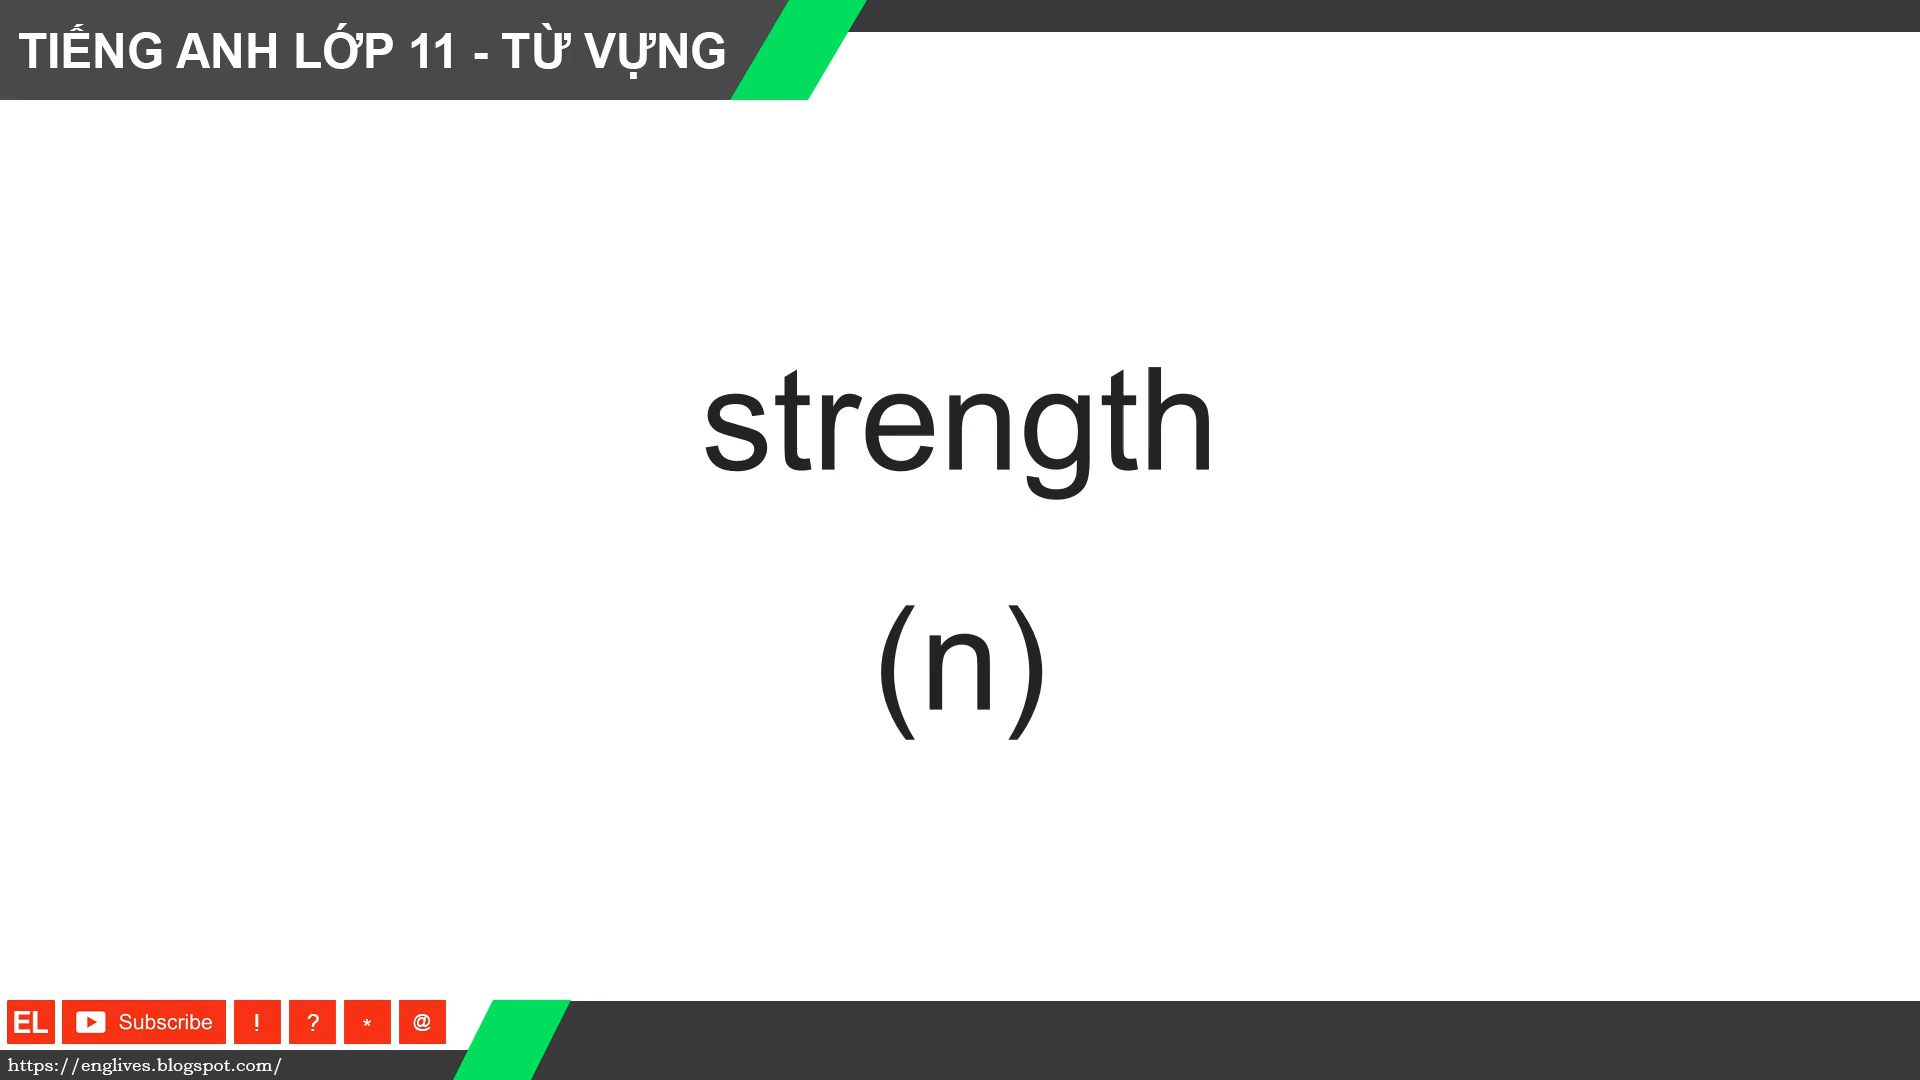 TIẾNG ANH LỚP 11 - TỪ VỰNG
strength
(n)
EL Subscribe ! ? * @
https://englives.blogspot.com/